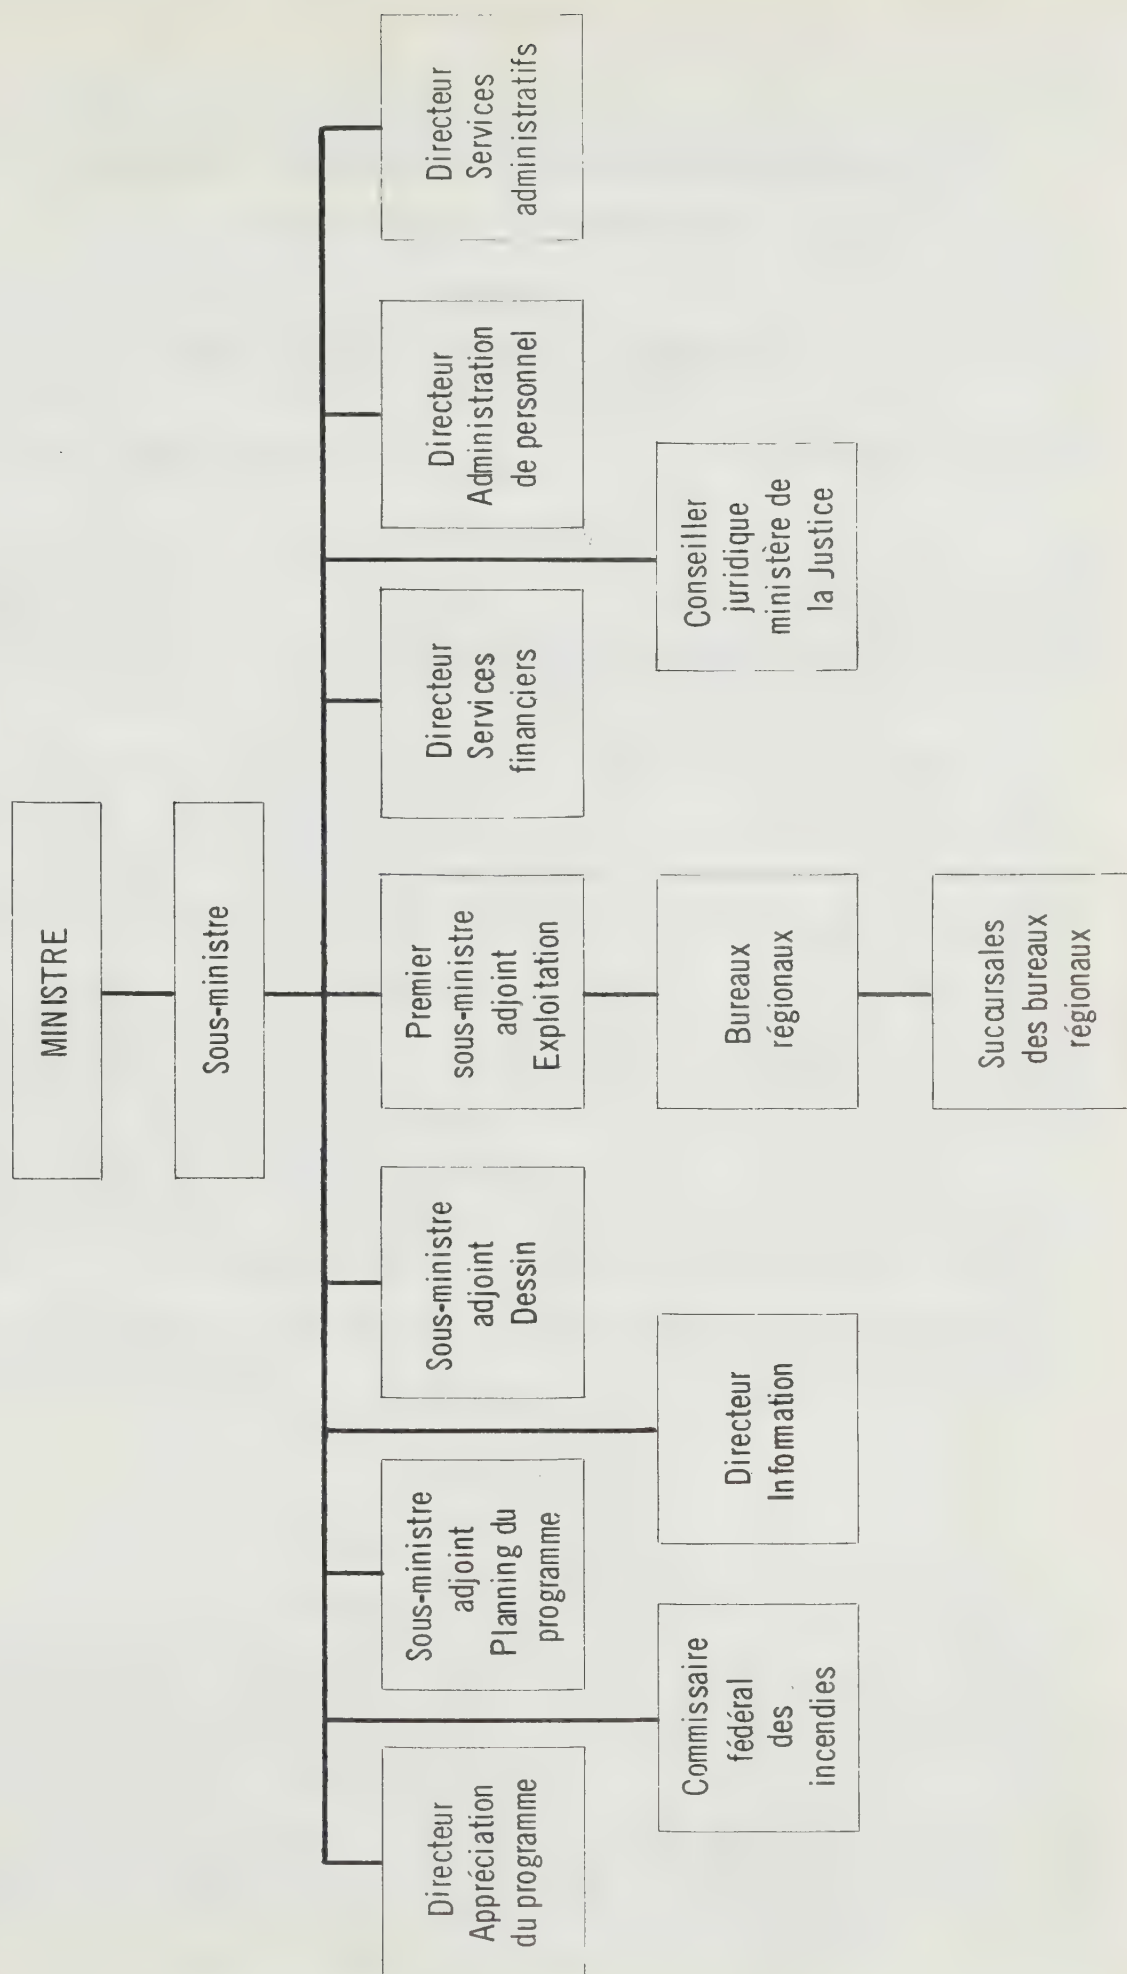 MINISTRE
Sous-ministre
Directeur
Appréciation
du programme
Sous-ministre
adjoint
Planning du
programme
Sous-ministre
adjoint
Dessin
Premier
sous-ministre
adjoint
Exploitation
Directeur
Services
financiers
Directeur
Administration
de personnel
Directeur
Services
administratifs
Commissaire
fédéral
des
incendies
Directeur
Information
Bureaux
régionaux
Conseiller
juridique
ministère de
la Justice
Succursales
des bureaux
régionaux